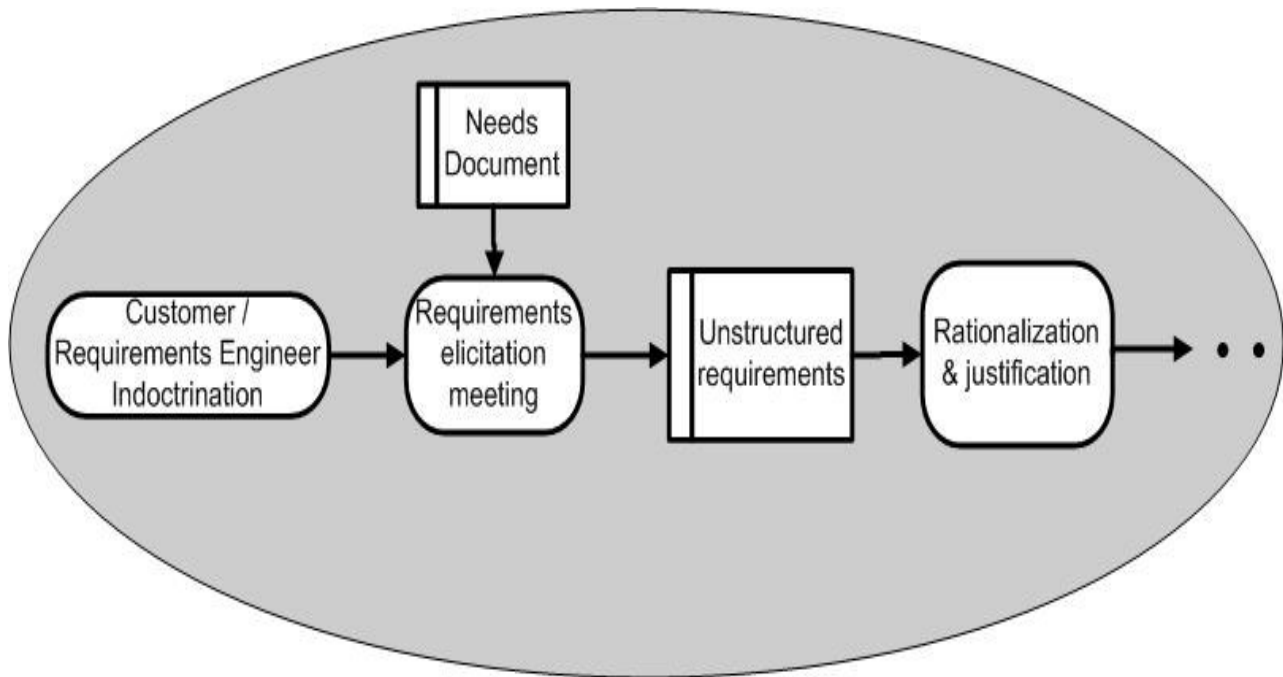 Needs
Document
Customer /
Requirements Engineer
Indoctrination
Requirements
elicitation
meeting
Unstructured
requirements
Rationalization
& justification